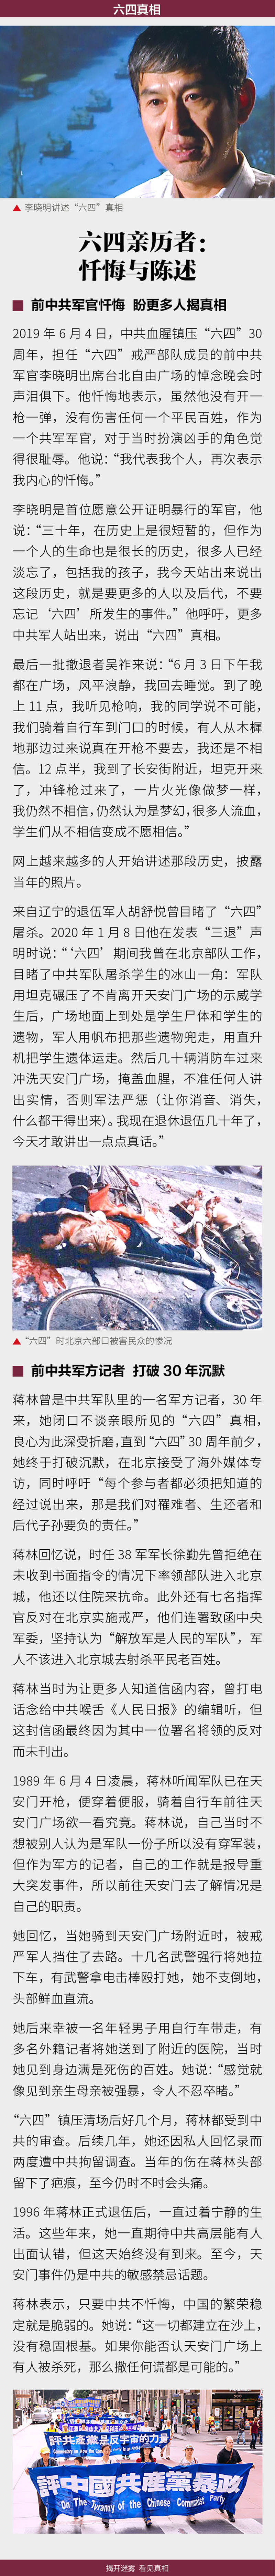 六四真相
李晓明讲述“六四”真相
六四亲历者：
忏悔与陈述
前中共军官忏悔 盼更多人揭真相
2019 年 6 月 4 日，中共血腥镇压“六四”30
周年，担任“六四”戒严部队成员的前中共
军官李晓明出席台北自由广场的悼念晚会时
声泪俱下。他忏悔地表示，虽然他没有开一
枪一弹，没有伤害任何一个平民百姓，作为
一个共军军官，对于当时扮演凶手的角色觉
得很耻辱。他说：“我代表我个人，再次表示
我内心的忏悔。”
李晓明是首位愿意公开证明暴行的军官，他
说：“三十年，在历史上是很短暂的，但作为
一个人的生命也是很长的历史，很多人已经
淡忘了，包括我的孩子，我今天站出来说出
这段历史，就是要更多的人以及后代，不要
忘记‘六四’所发生的事件。”他呼吁，更多
中共军人站出来，说出“六四”真相。
最后一批撤退者吴祚来说：“6 月 3 日下午我
都在广场，风平浪静，我回去睡觉。到了晚
上 11 点，我听见枪响，我的同学说不可能，
我们骑着自行车到门口的时候，有人从木樨
地那边过来说真在开枪不要去，我还是不相
信。12 点半，我到了长安街附近，坦克开来
了，冲锋枪过来了，一片火光像做梦一样，
我仍然不相信，仍然认为是梦幻，很多人流血，
学生们从不相信变成不愿相信。”
网上越来越多的人开始讲述那段历史，披露
当年的照片。
来自辽宁的退伍军人胡舒悦曾目睹了“六四”
屠杀。2020 年 1 月 8 日他在发表“三退”声
明时说：“‘六四’期间我曾在北京部队工作，
目睹了中共军队屠杀学生的冰山一角：军队
用坦克碾压了不肯离开天安门广场的示威学
生后，广场地面上到处是学生尸体和学生的
遗物，军人用帆布把那些遗物兜走，用直升
机把学生遗体运走。然后几十辆消防车过来
冲洗天安门广场，掩盖血腥，不准任何人讲
出实情，否则军法严惩（让你消音、消失，
什么都干得出来）。我现在退休退伍几十年了，
今天才敢讲出一点点真话。”
“六四”时北京六部口被害民众的惨况
前中共军方记者 打破 30 年沉默
蒋林曾是中共军队里的一名军方记者，30 年
来，她闭口不谈亲眼所见的“六四”真相，
良心为此深受折磨，直到“六四”30 周年前夕，
她终于打破沉默，在北京接受了海外媒体专
访，同时呼吁“每个参与者都必须把知道的
经过说出来，那是我们对罹难者、生还者和
后代子孙要负的责任。”
蒋林回忆说，时任 38 军军长徐勤先曾拒绝在
未收到书面指令的情况下率领部队进入北京
城，他还以住院来抗命。此外还有七名指挥
官反对在北京实施戒严，他们连署致函中央
军委，坚持认为“解放军是人民的军队”，军
人不该进入北京城去射杀平民老百姓。
蒋林当时为让更多人知道信函内容，曾打电
话念给中共喉舌《人民日报》的编辑听，但
这封信函最终因为其中一位署名将领的反对
而未刊出。
1989 年 6 月 4 日凌晨，蒋林听闻军队已在天
安门开枪，便穿着便服，骑着自行车前往天
安门广场欲一看究竟。蒋林说，自己当时不
想被别人认为是军队一份子所以没有穿军装，
但作为军方的记者，自己的工作就是报导重
大突发事件，所以前往天安门去了解情况是
自己的职责。
她回忆，当她骑到天安门广场附近时，被戒
严军人挡住了去路。十几名武警强行将她拉
下车，有武警拿电击棒殴打她，她不支倒地，
头部鲜血直流。
她后来幸被一名年轻男子用自行车带走，有
多名外籍记者将她送到了附近的医院，当时
她见到身边满是死伤的百姓。她说：“感觉就
像见到亲生母亲被强暴，令人不忍卒睹。”
“六四”镇压清场后好几个月，蒋林都受到中
共的审查。后续几年，她还因私人回忆录而
两度遭中共拘留调查。当年的伤在蒋林头部
留下了疤痕，至今仍时不时会头痛。
1996 年蒋林正式退伍后，一直过着宁静的生
活。这些年来，她一直期待中共高层能有人
出面认错，但这天始终没有到来。至今，天
安门事件仍是中共的敏感禁忌话题。
蒋林表示，只要中共不忏悔，中国的繁荣稳
定就是脆弱的。她说：“这一切都建立在沙上，
没有稳固根基。如果你能否认天安门广场上
有人被杀死，那么撒任何谎都是可能的。”
評共產黨是反宇宙的力量
評中國共產黨暴政
On The Tyranny of the Chinese Communist Party
揭开迷雾 看见真相